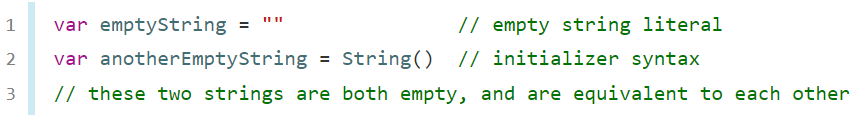 1 var emptyString = ""               // empty string literal
2 var anotherEmptyString = String()  // initializer syntax
3 // these two strings are both empty, and are equivalent to each other